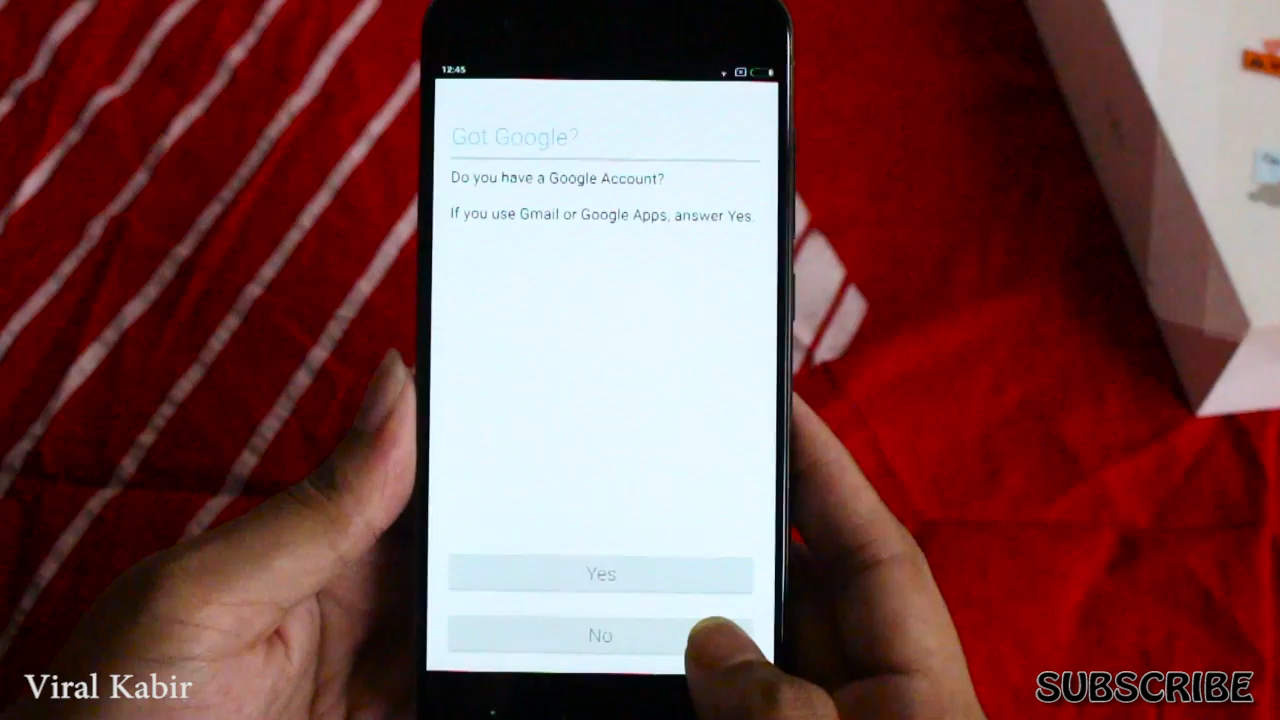 12:45
Got Google?
Do you have a Google Account?
If you use Gmail or Google Apps, answer Yes.
Yes
No
Viral Kabir
SUBSCRIBE